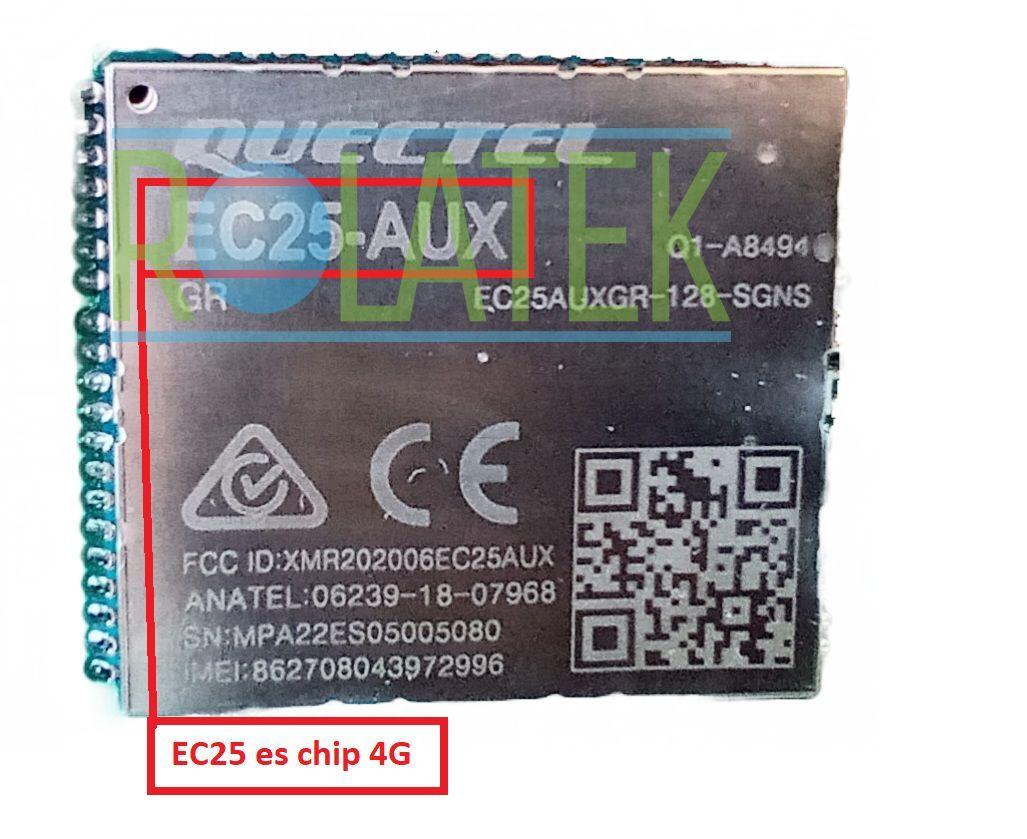 QUECTEL
ROLATEK
EC25-AUX
Q1-A8494
GR
EC25AUXGR-128-SGNS
CE
FCC ID:XMR202006EC25AUX
ANATEL:06239-18-07968
SN:MPA22ES05005080
IMEI:862708043972996
EC25 es chip 4G